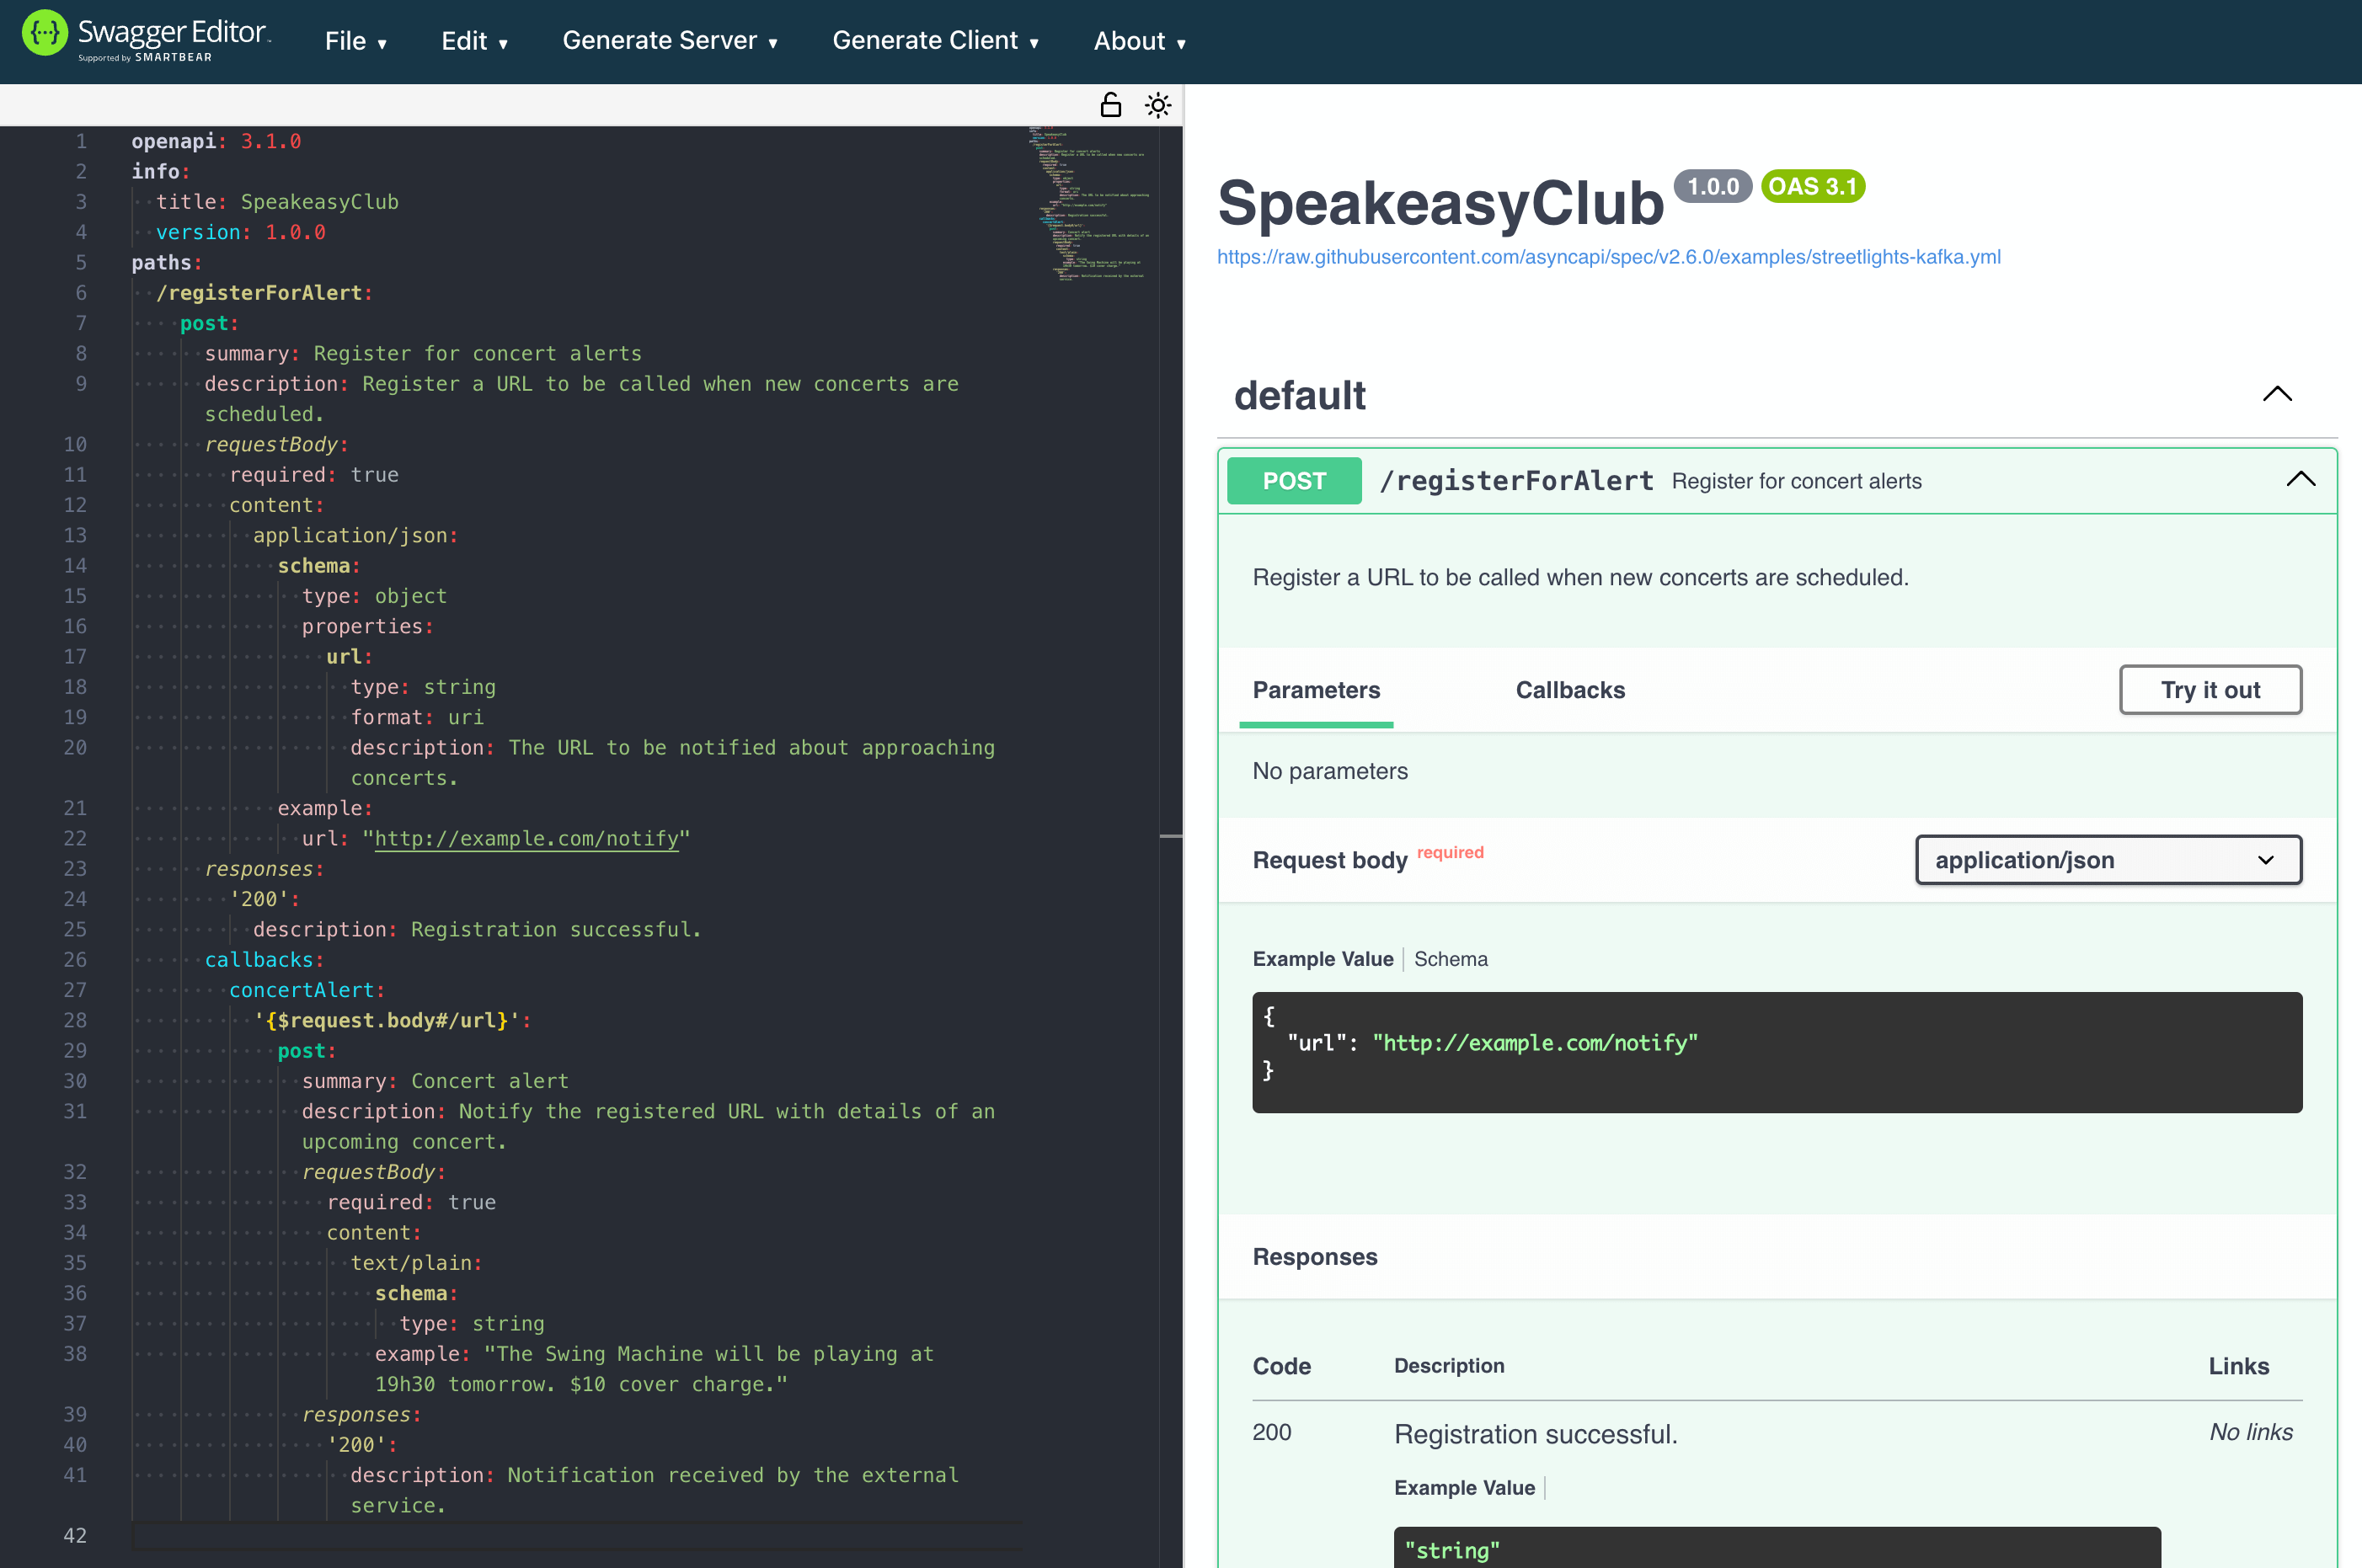 Swagger Editor
Supported by SMARTBEAR
File ▾
Edit ▾
Generate Server ▾
Generate Client ▾
About ▾
1 openapi: 3.1.0
2 info:
3   title: SpeakeasyClub
4   version: 1.0.0
5 paths:
6   /registerForAlert:
7     post:
8       summary: Register for concert alerts
9       description: Register a URL to be called when new concerts are
scheduled.
10       requestBody:
11         required: true
12         content:
13           application/json:
14             schema:
15               type: object
16               properties:
17                 url:
18                   type: string
19                   format: uri
20                   description: The URL to be notified about approaching
concerts.
21             example:
22               url: "http://example.com/notify"
23       responses:
24         '200':
25           description: Registration successful.
26       callbacks:
27         concertAlert:
28           '{$request.body#/url}':
29             post:
30               summary: Concert alert
31               description: Notify the registered URL with details of an
upcoming concert.
32               requestBody:
33                 required: true
34                 content:
35                   text/plain:
36                     schema:
37                       type: string
38                     example: "The Swing Machine will be playing at
19h30 tomorrow. $10 cover charge."
39               responses:
40                 '200':
41                   description: Notification received by the external
service.
42
SpeakeasyClub 1.0.0 OAS 3.1
https://raw.githubusercontent.com/asyncapi/spec/v2.6.0/examples/streetlights-kafka.yml
default
POST /registerForAlert Register for concert alerts
Register a URL to be called when new concerts are scheduled.
Parameters
Callbacks
Try it out
No parameters
Request body required
application/json
Example Value
Schema
{
  "url": "http://example.com/notify"
}
Responses
Code Description Links
200 Registration successful. No links
Example Value
"string"